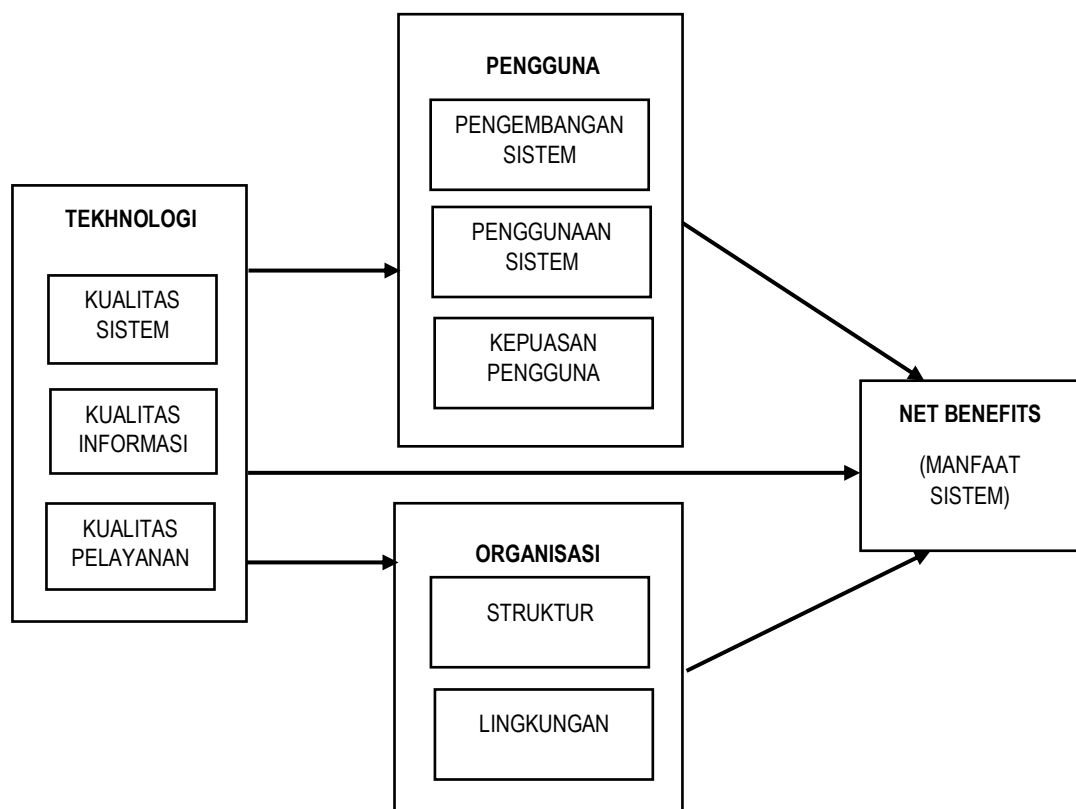 TEKHNOLOGI
KUALITAS
SISTEM
KUALITAS
INFORMASI
KUALITAS
PELAYANAN
PENGGUNA
PENGEMBANGAN
SISTEM
PENGGUNAAN
SISTEM
KEPUASAN
PENGGUNA
ORGANISASI
STRUKTUR
LINGKUNGAN
NET BENEFITS
(MANFAAT
SISTEM)